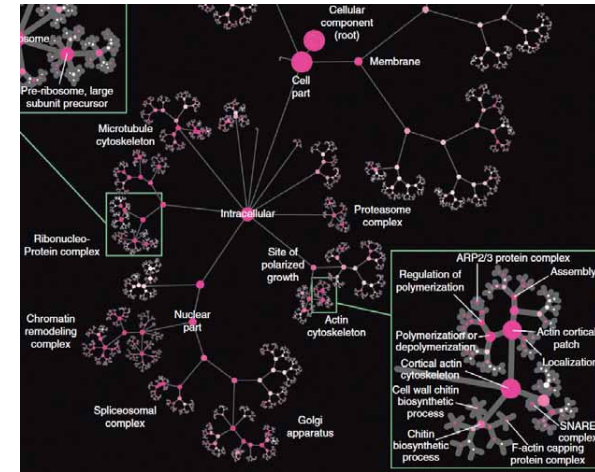 Cellular
component
(root)
Cell
part
Membrane
Pre-ribosome, large
subunit precursor
Microtubule
cytoskeleton
Intracellular
Proteasome
complex
Ribonucleo-
Protein complex
Site of
polarized
growth
Actin
cytoskeleton
Nuclear
part
Chromatin
remodeling
complex
Spliceosomal
complex
Golgi
apparatus
ARP2/3 protein complex
Regulation of
polymerization
Assembly
Polymerization or
depolymerization
Actin cortical
patch
Localization
Cortical actin
cytoskeleton
Cell wall chitin
biosynthetic
process
SNARE
complex
Chitin
biosynthetic
process
F-actin capping
protein complex